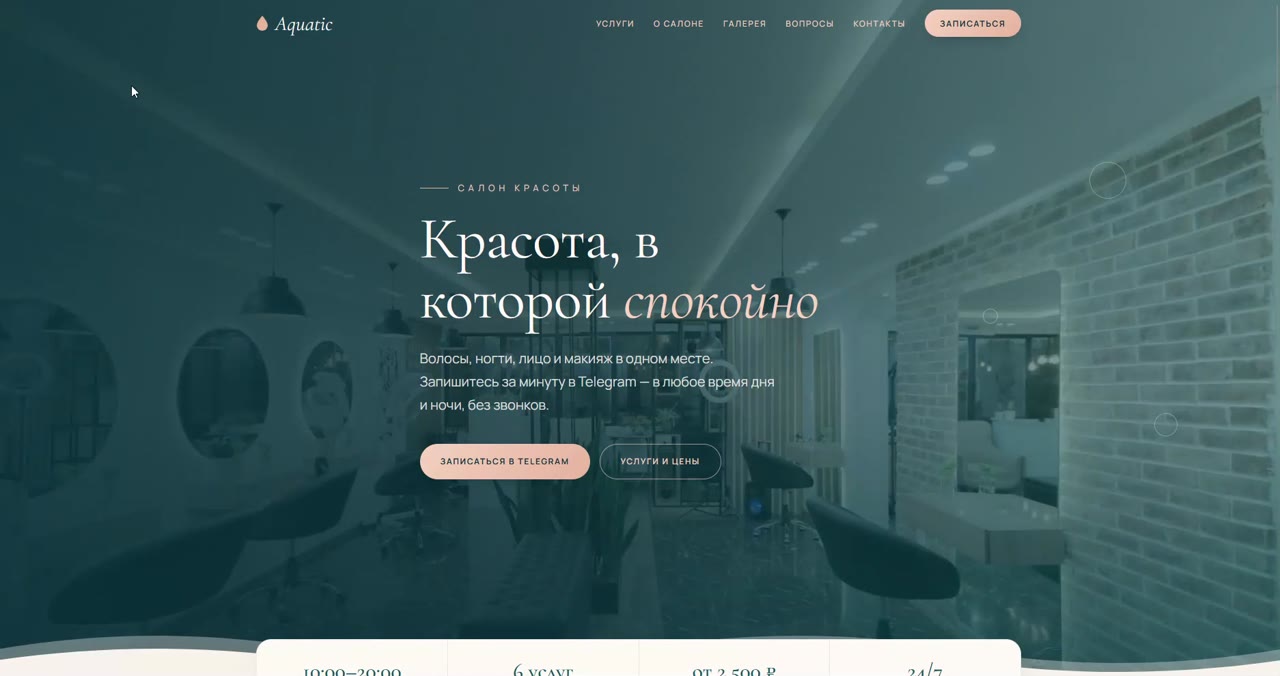 Aquatic
УСЛУГИ
О САЛОНЕ
ГАЛЕРЕЯ
ВОПРОСЫ
КОНТАКТЫ
ЗАПИСАТЬСЯ
САЛОН КРАСОТЫ
Красота, в
которой спокойно
Волосы, ногти, лицо и макияж в одном месте.
Запишитесь за минуту в Telegram — в любое время дня
и ночи, без звонков.
ЗАПИСАТЬСЯ В TELEGRAM
УСЛУГИ И ЦЕНЫ
10:00–20:00
6 услуг
от 2 500 ₽
24/7